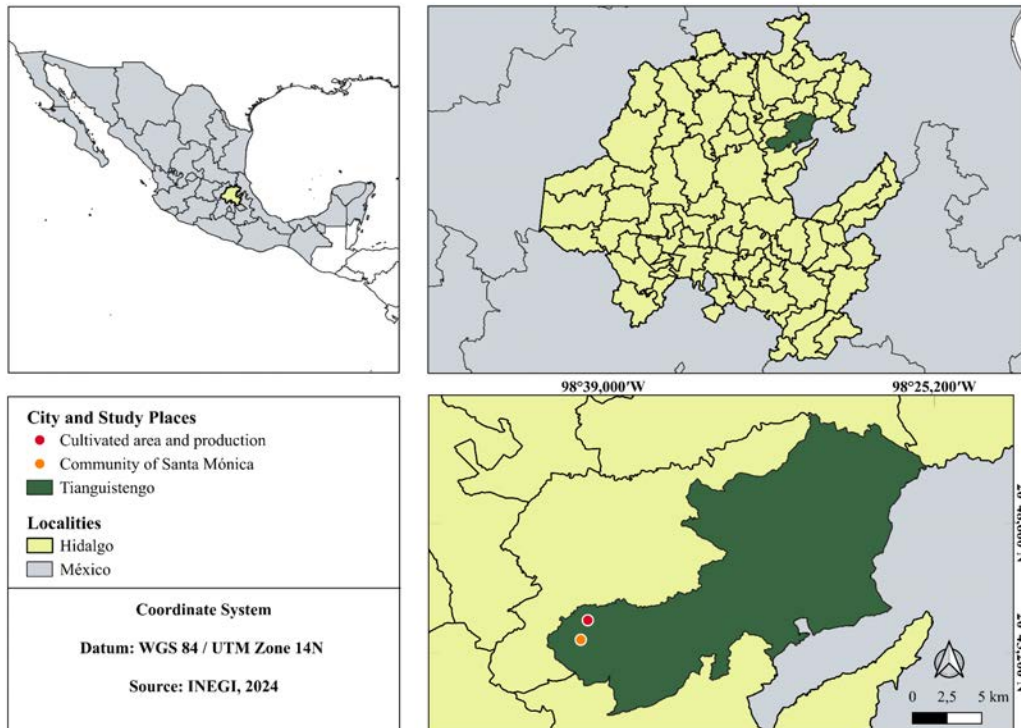 98°39,000'W 98°25,200'W
City and Study Places
Cultivated area and production
Community of Santa Mónica
Tianguistengo
Localities
Hidalgo
México
Coordinate System
Datum: WGS 84 / UTM Zone 14N
Source: INEGI, 2024
0 2,5 5 km